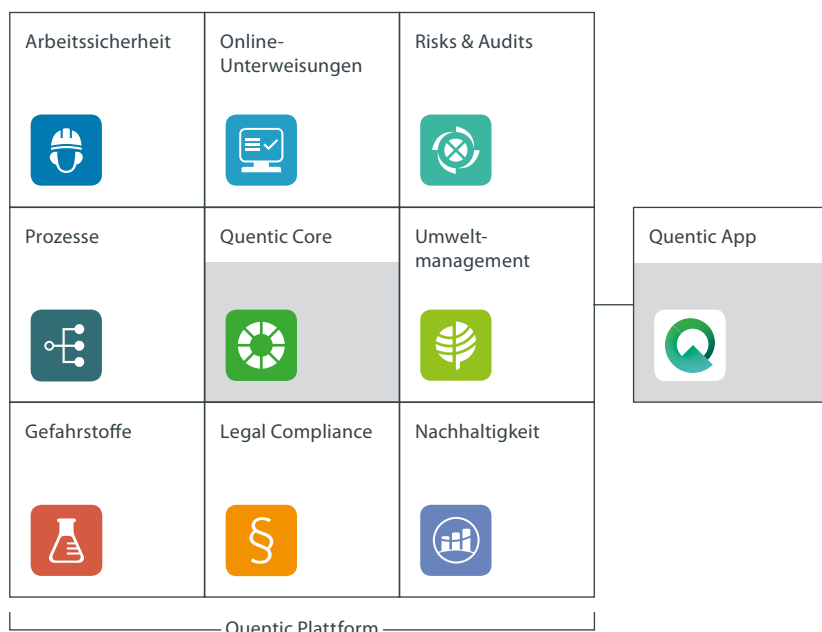 Arbeitssicherheit
Online-
Unterweisungen
Risks & Audits
Prozesse
Quentic Core
Umwelt-
management
Quentic App
Gefahrstoffe
Legal Compliance
Nachhaltigkeit
§
Quentic Plattform